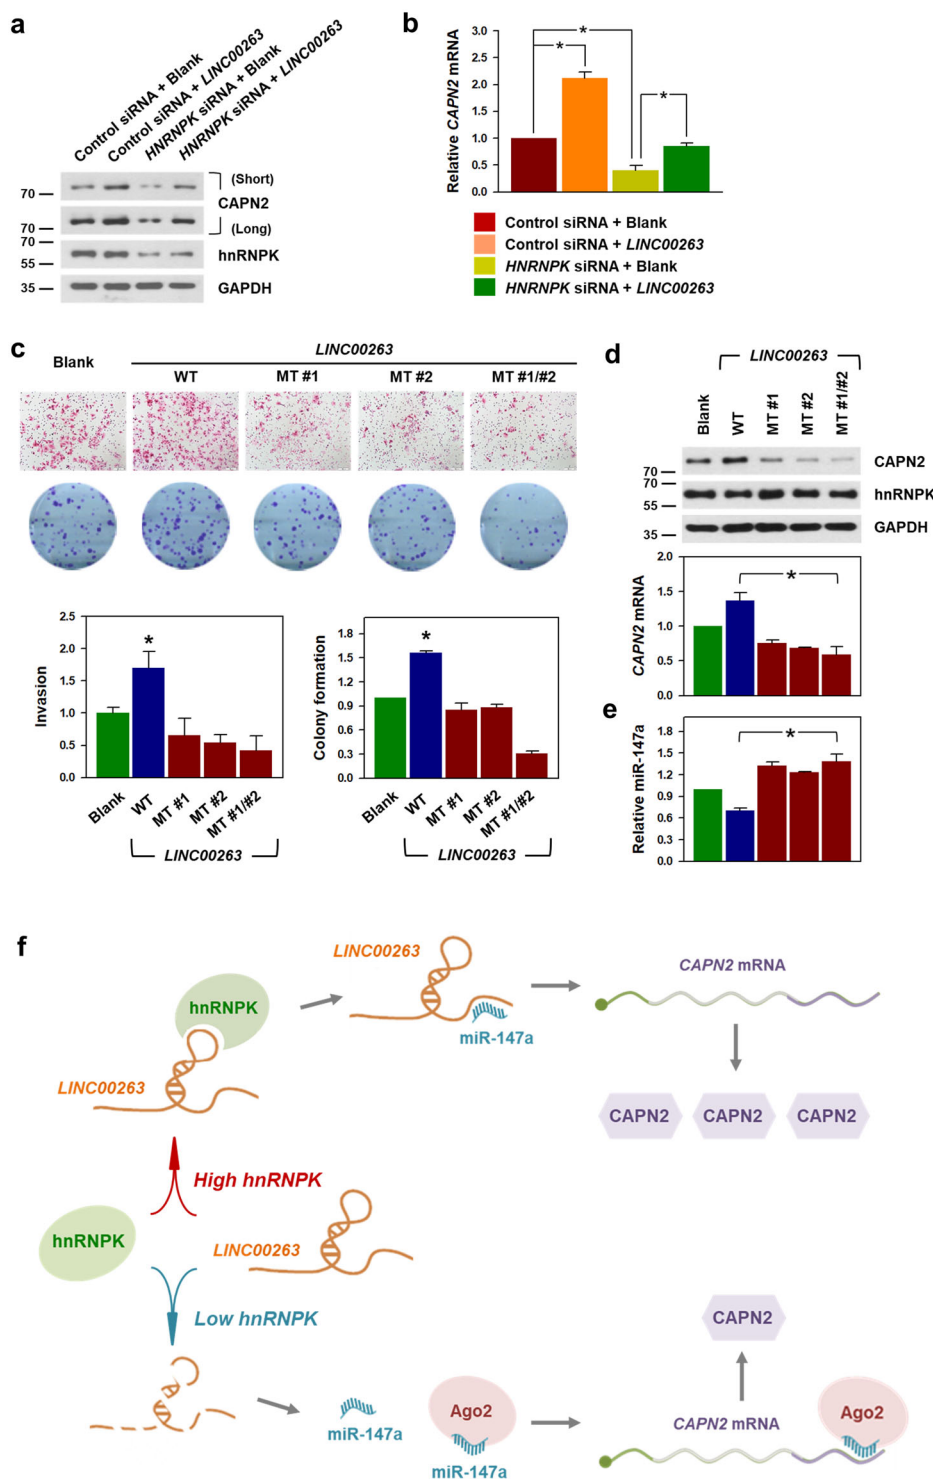 a
Control siRNA + Blank
Control siRNA + LINC00263
HNRNPK siRNA + Blank
HNRNPK siRNA + LINC00263
70
(Short)
CAPN2
70
(Long)
70
55
hnRNPK
35
GAPDH
b
Relative CAPN2 mRNA
3.0
2.5
2.0
1.5
1.0
0.5
0.0
*
*
*
Control siRNA + Blank
Control siRNA + LINC00263
HNRNPK siRNA + Blank
HNRNPK siRNA + LINC00263
c
LINC00263
Blank
WT
MT #1
MT #2
MT #1/#2
Invasion
2.5
2.0
1.5
1.0
0.5
0.0
*
Blank
WT
MT #1
MT #2
MT #1/#2
LINC00263
Colony formation
1.8
1.5
1.2
0.9
0.6
0.3
0.0
*
Blank
WT
MT #1
MT #2
MT #1/#2
LINC00263
d
LINC00263
Blank
WT
MT #1
MT #2
MT #1/#2
70
CAPN2
70
55
hnRNPK
35
GAPDH
CAPN2 mRNA
2.0
1.5
1.0
0.5
0.0
*
e
Relative miR-147a
1.8
1.5
1.2
0.9
0.6
0.3
0.0
*
f
hnRNPK
LINC00263
LINC00263
miR-147a
CAPN2 mRNA
CAPN2
CAPN2
CAPN2
High hnRNPK
hnRNPK
LINC00263
Low hnRNPK
miR-147a
Ago2
miR-147a
CAPN2
CAPN2 mRNA
Ago2